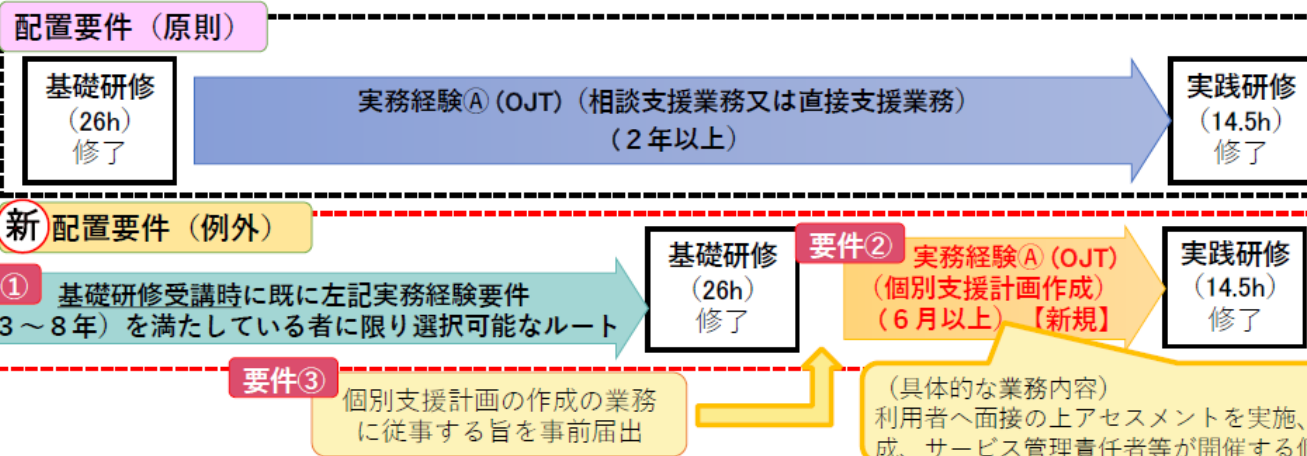 配置要件（原則）
基礎研修
（26h）
修了
実務経験Ⓐ(OJT)（相談支援業務又は直接支援業務）
（２年以上）
実践研修
（14.5h）
修了
新 配置要件（例外）
① 基礎研修受講時に既に左記実務経験要件
3～８年）を満たしている者に限り選択可能なルート
基礎研修
（26h）
修了
要件②
実務経験Ⓐ(OJT)
（個別支援計画作成）
（６月以上）【新規】
実践研修
（14.5h）
修了
要件③
個別支援計画の作成の業務
に従事する旨を事前届出
（具体的な業務内容）
利用者へ面接の上アセスメントを実施、
成、サービス管理責任者等が開催する個